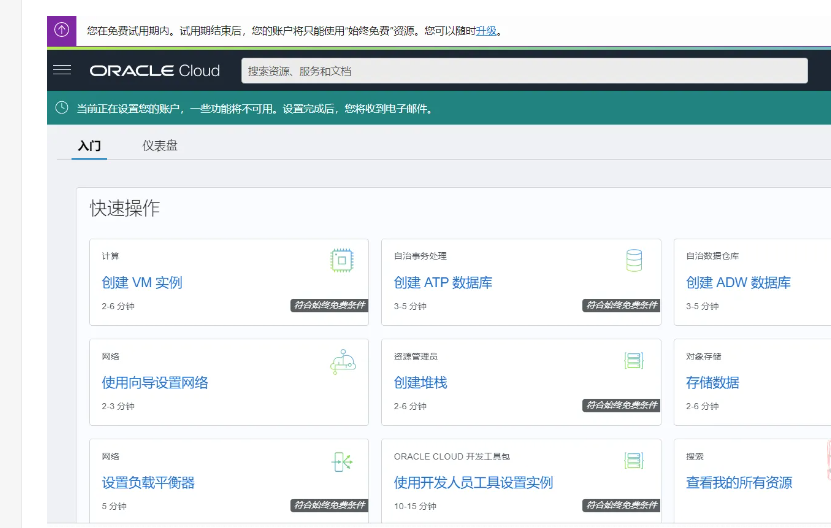 您在免费试用期内。试用期结束后，您的账户将只能使用“始终免费”资源。您可以随时升级。
ORACLE Cloud
搜索资源、服务和文档
当前正在设置您的账户，一些功能将不可用。设置完成后，您将收到电子邮件。
入门 仪表盘
快速操作
计算
创建 VM 实例
2-6 分钟
符合始终免费条件
自治事务处理
创建 ATP 数据库
3-5 分钟
符合始终免费条件
自治数据仓库
创建 ADW 数据库
3-5 分钟
网络
使用向导设置网络
2-3 分钟
资源管理员
创建堆栈
2-6 分钟
符合始终免费条件
对象存储
存储数据
2-6 分钟
网络
设置负载平衡器
5 分钟
符合始终免费条件
ORACLE CLOUD 开发工具包
使用开发人员工具设置实例
10-15 分钟
符合始终免费条件
搜索
查看我的所有资源